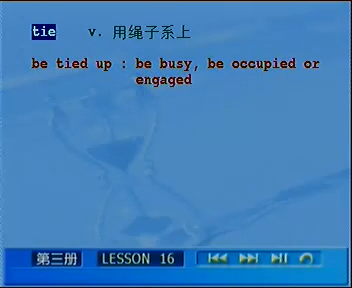 tie v. 用绳子系上
be tied up : be busy, be occupied or
engaged
第三册 LESSON 16